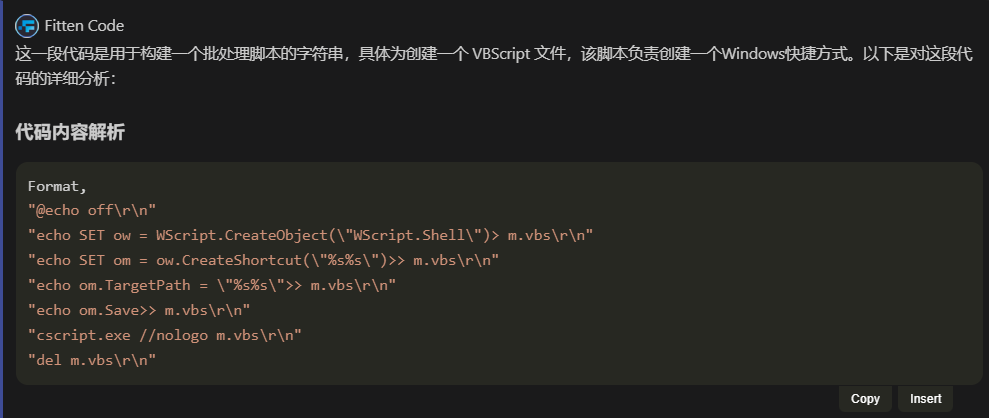 Fitten Code
这一段代码是用于构建一个批处理脚本的字符串，具体为创建一个 VBScript 文件，该脚本负责创建一个Windows快捷方式。以下是对这段代
码的详细分析：
代码内容解析
Format,
"@echo off\r\n"
"echo SET ow = WScript.CreateObject(\"WScript.Shell\")> m.vbs\r\n"
"echo SET om = ow.CreateShortcut(\"%s%s\")>> m.vbs\r\n"
"echo om.TargetPath = \"%s%s\">> m.vbs\r\n"
"echo om.Save>> m.vbs\r\n"
"cscript.exe //nologo m.vbs\r\n"
"del m.vbs\r\n"
Copy Insert